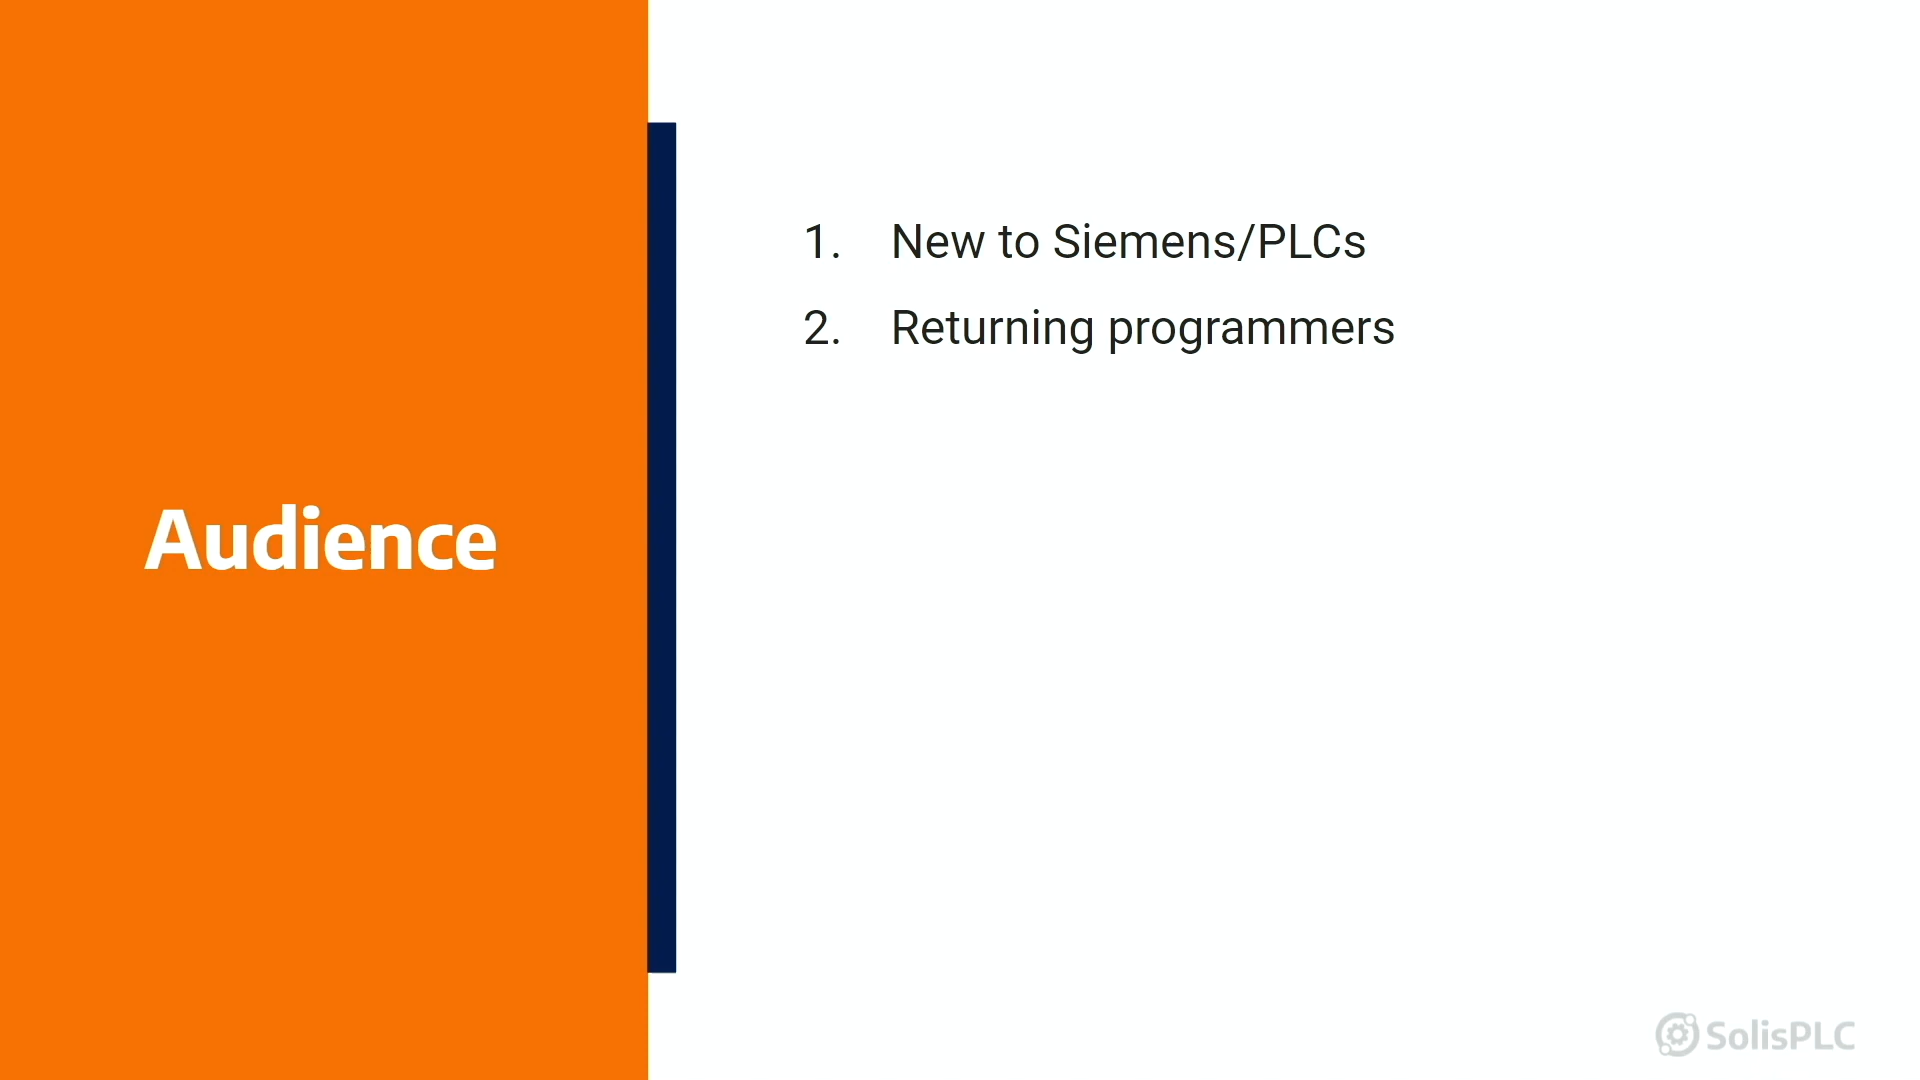 Audience
1. New to Siemens/PLCs
2. Returning programmers
SolisPLC